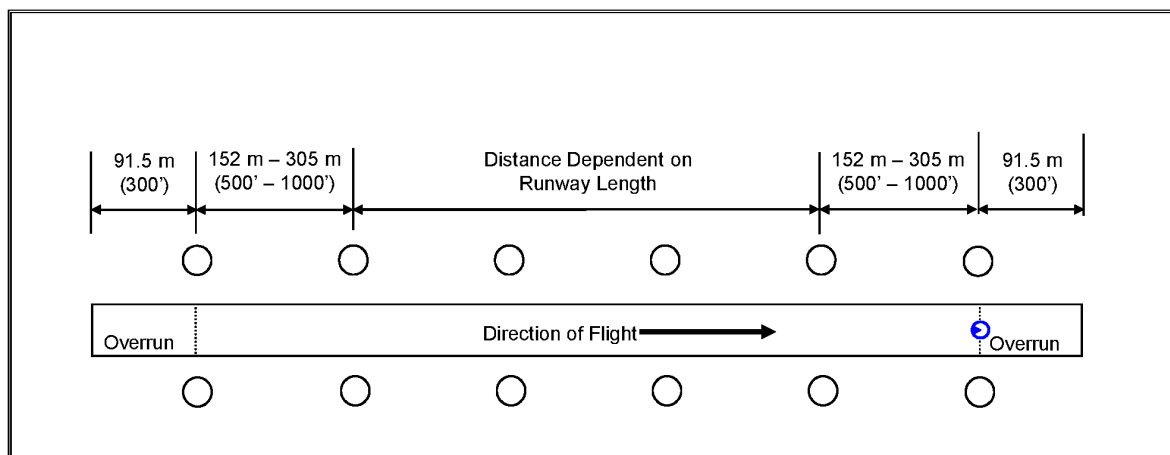 91.5 m
(300’)
152 m – 305 m
(500’ – 1000’)
Distance Dependent on
Runway Length
152 m – 305 m
(500’ – 1000’)
91.5 m
(300’)
Overrun
Direction of Flight
Overrun